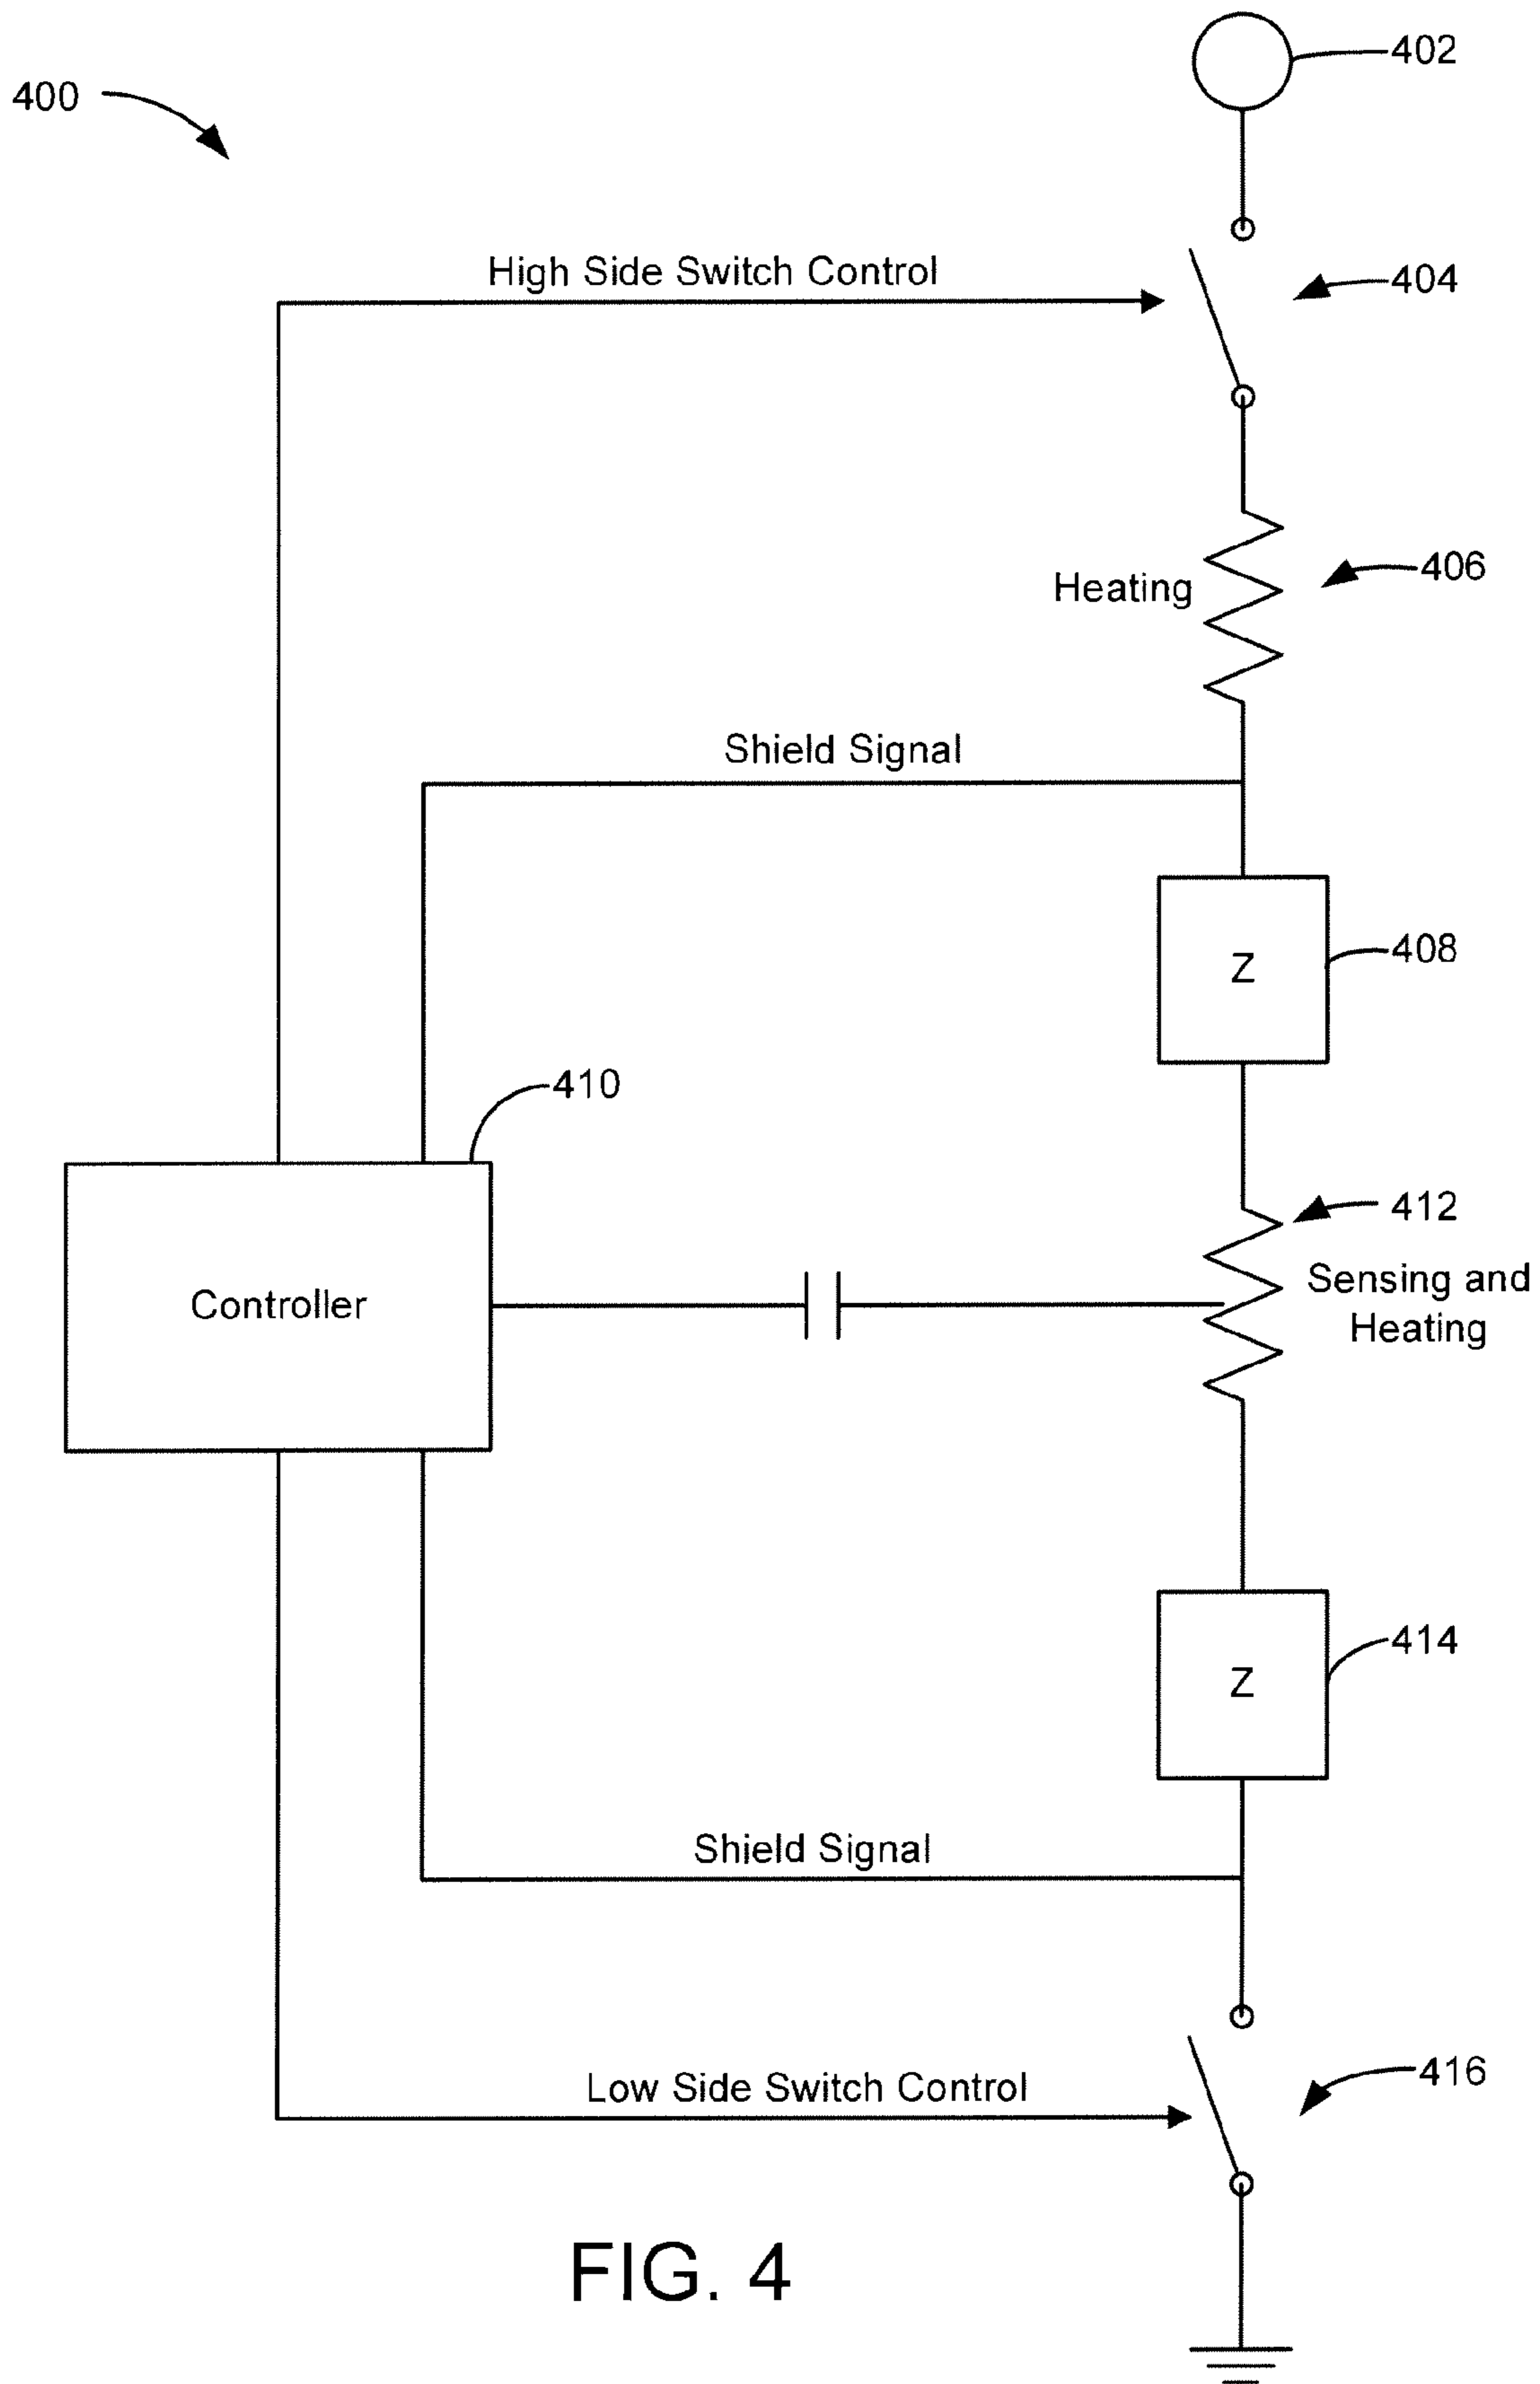 402
400
High Side Switch Control
404
Heating
406
Shield Signal
Z
408
410
Controller
412
Sensing and
Heating
Z
414
Shield Signal
Low Side Switch Control
416
FIG. 4